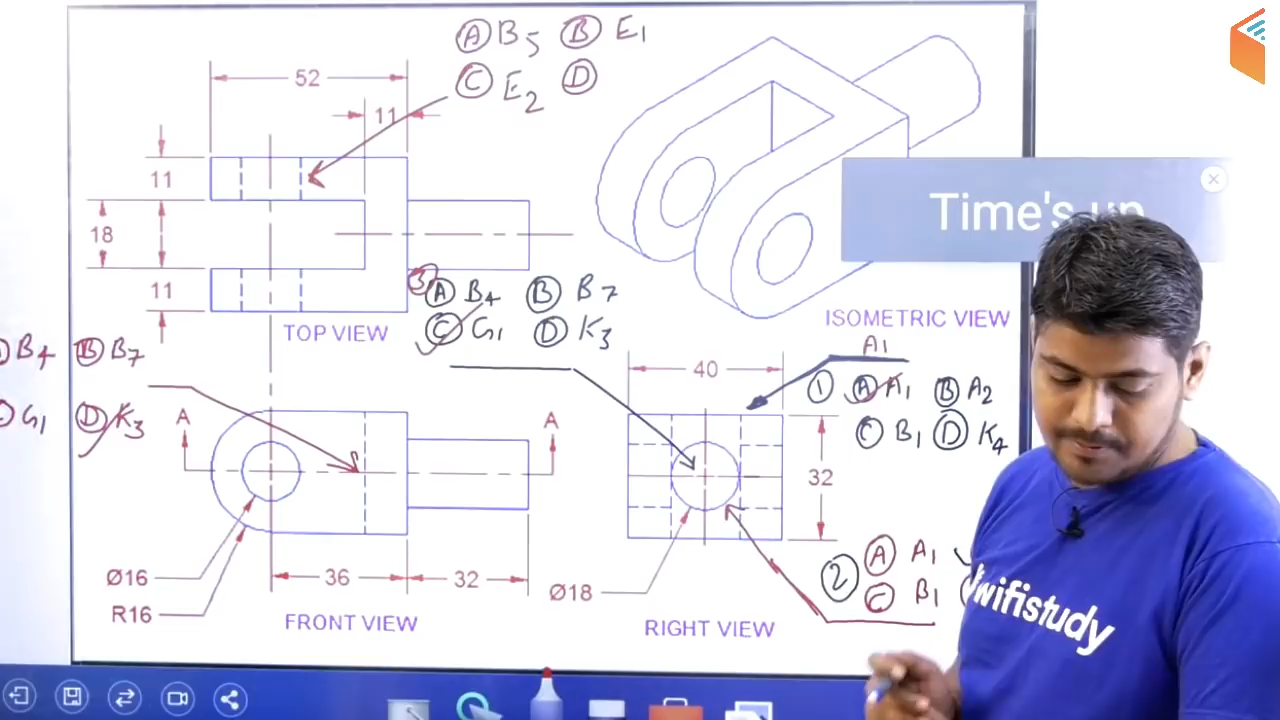 Ⓐ B5 Ⓑ E1
Ⓒ E2 Ⓓ
52
11
11
18
11
TOP VIEW
3
Ⓐ B4 Ⓑ B7
Ⓒ G1 Ⓓ K3
ISOMETRIC VIEW
Time's up
B4 Ⓑ B7
G1 Ⓓ K3
A A
Ø16
R16
36 32
FRONT VIEW
40
A1
① Ⓐ A1 Ⓑ A2
Ⓒ B1 Ⓓ K4
32
② Ⓐ A1
Ⓒ B1
Ø18
RIGHT VIEW
wifistudy